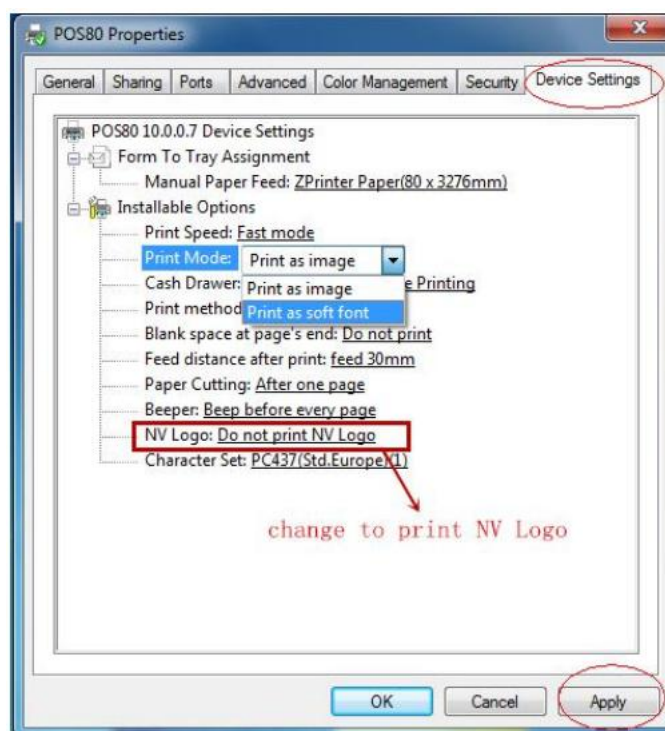 POS80 Properties
General Sharing Ports Advanced Color Management Security Device Settings
POS80 10.0.0.7 Device Settings
Form To Tray Assignment
Manual Paper Feed: ZPrinter Paper(80 x 3276mm)
Installable Options
Print Speed: Fast mode
Print Mode: Print as image
Cash Drawer: Print as image e Printing
Print method Print as soft font
Blank space at page's end: Do not print
Feed distance after print: feed 30mm
Paper Cutting: After one page
Beeper: Beep before every page
NV Logo: Do not print NV Logo
Character Set: PC437(Std.Europe)(1)
change to print NV Logo
OK Cancel Apply